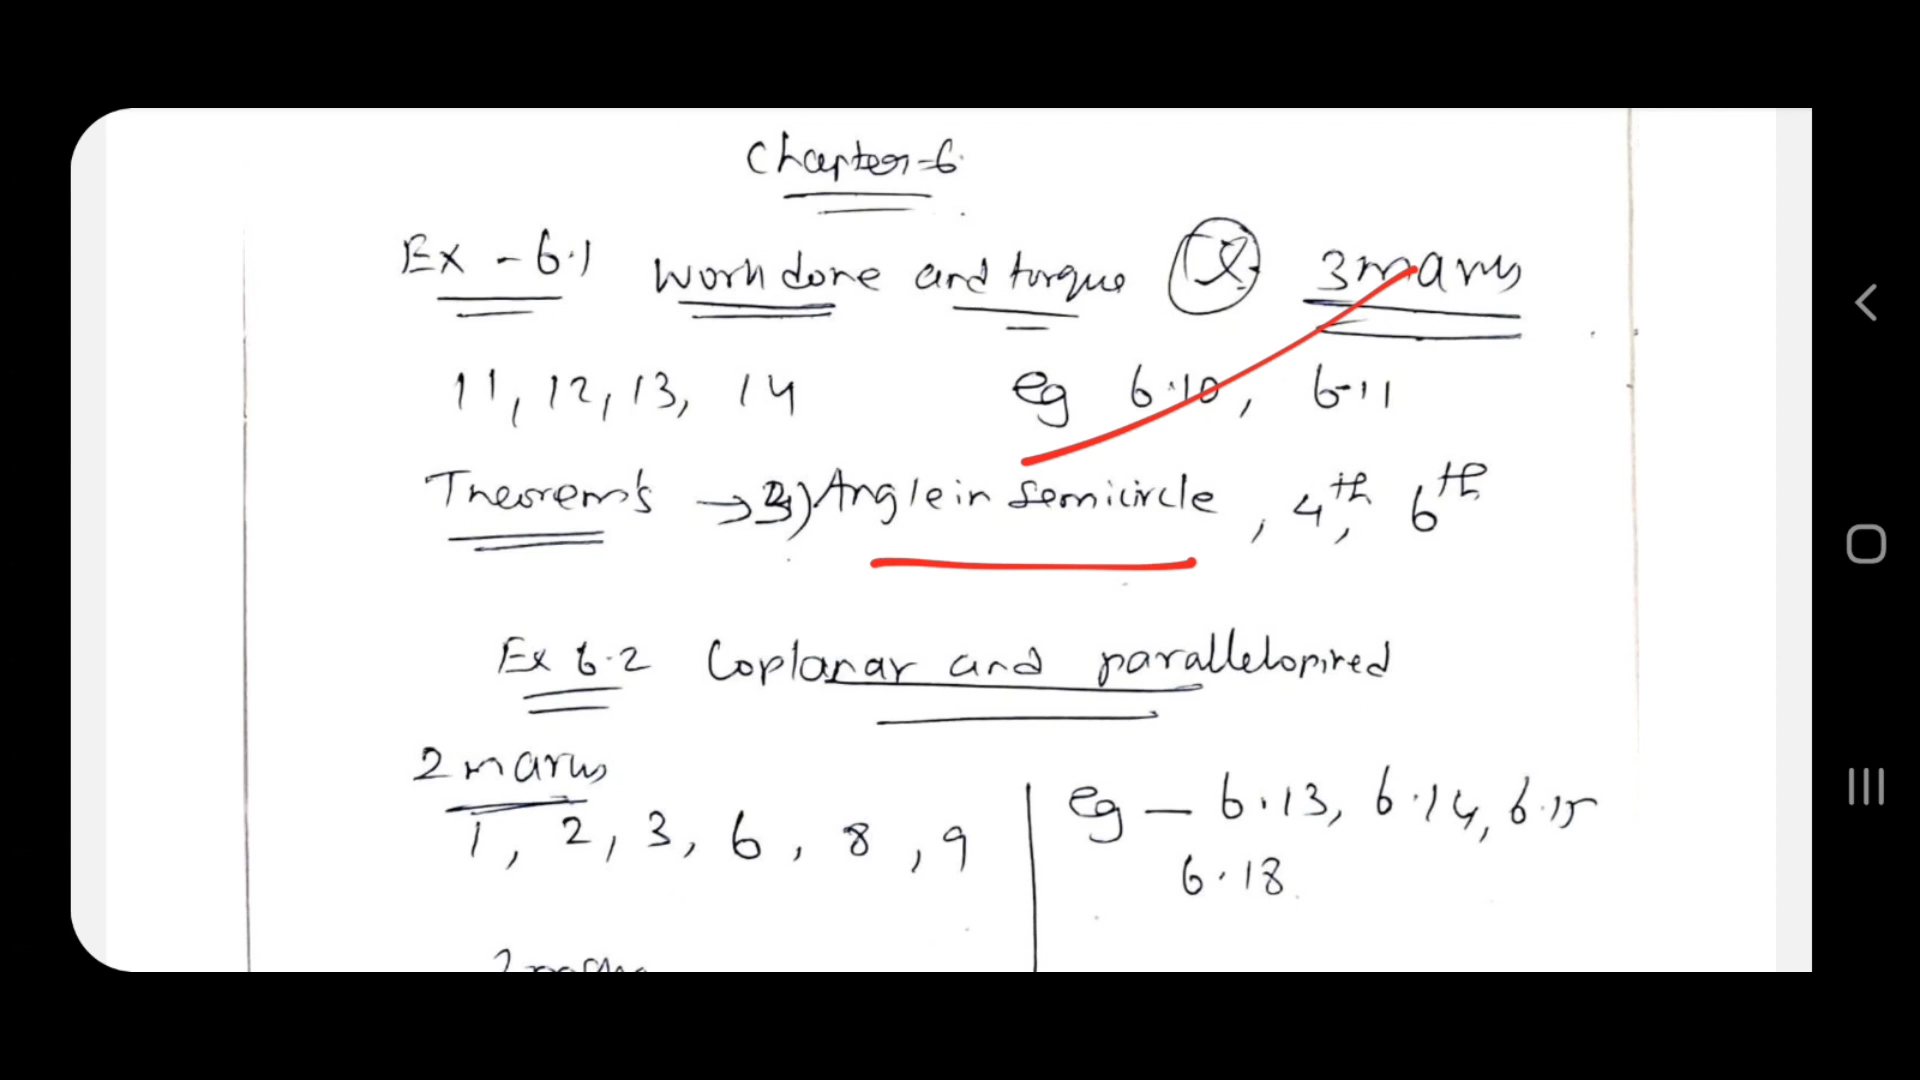 Chapter-6
Ex - 6.1 Work done and torque 3 marks
11, 12, 13, 14 eg 6.10, 6.11
Theorem's → Angle in semicircle, 4th, 6th
Ex 6.2 Coplanar and parallelopired
2 marks
1, 2, 3, 6, 8, 9
eg - 6.13, 6.14, 6.15
6.18